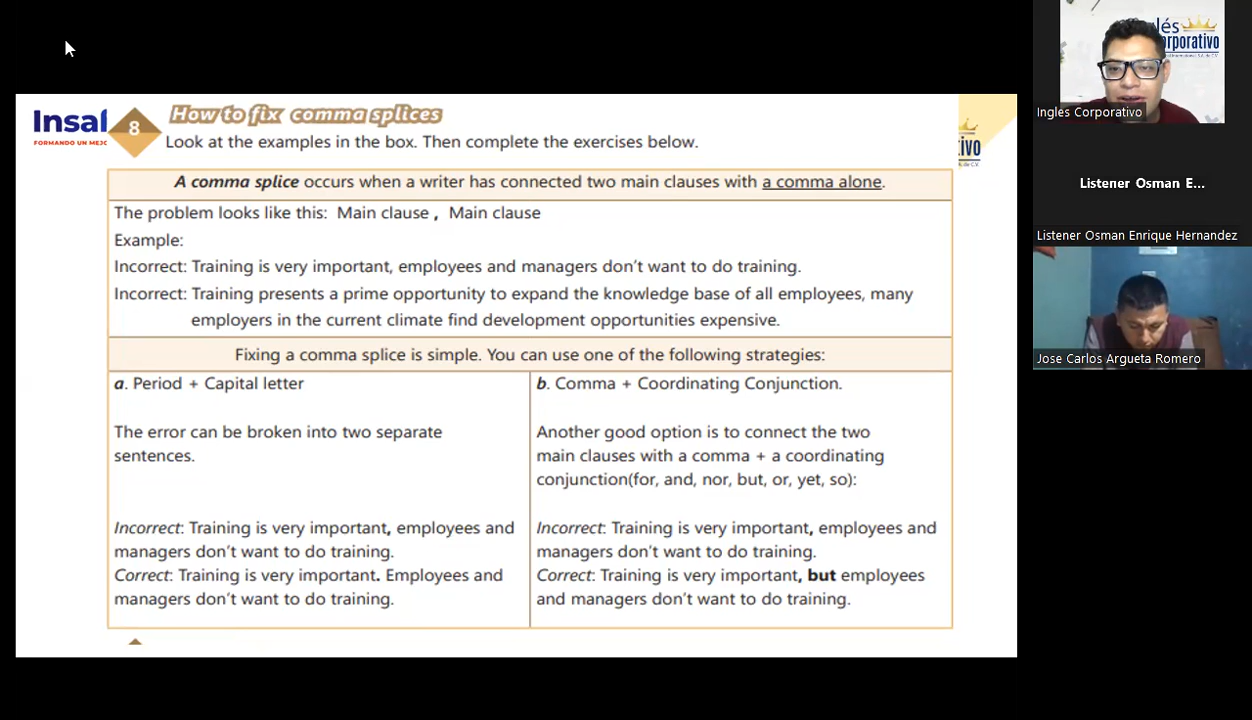 Insal
FORMANDO UN MEJC
8
How to fix comma splices
Look at the examples in the box. Then complete the exercises below.
A comma splice occurs when a writer has connected two main clauses with a comma alone.
The problem looks like this: Main clause , Main clause
Example:
Incorrect: Training is very important, employees and managers don't want to do training.
Incorrect: Training presents a prime opportunity to expand the knowledge base of all employees, many
employers in the current climate find development opportunities expensive.
Fixing a comma splice is simple. You can use one of the following strategies:
a. Period + Capital letter
The error can be broken into two separate
sentences.
Incorrect: Training is very important, employees and
managers don't want to do training.
Correct: Training is very important. Employees and
managers don't want to do training.
b. Comma + Coordinating Conjunction.
Another good option is to connect the two
main clauses with a comma + a coordinating
conjunction(for, and, nor, but, or, yet, so):
Incorrect: Training is very important, employees and
managers don't want to do training.
Correct: Training is very important, but employees
and managers don't want to do training.
IVO
lés
orporativo
Inglés Corporativo
Listener Osman E...
Listener Osman Enrique Hernandez
Jose Carlos Argueta Romero